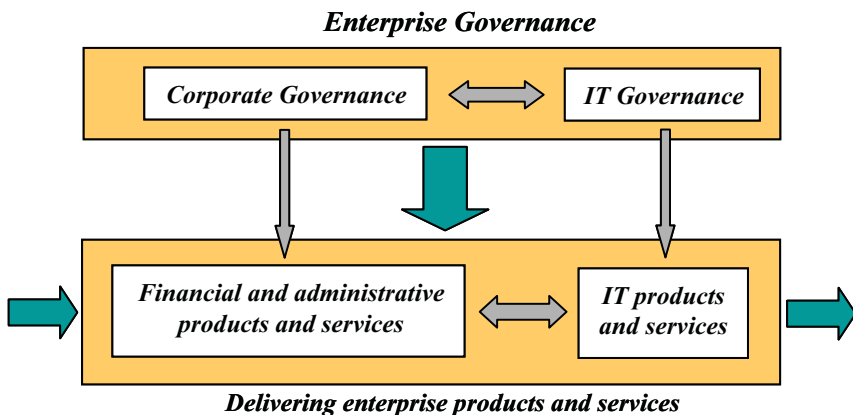 Enterprise Governance
Corporate Governance
IT Governance
Financial and administrative
products and services
IT products
and services
Delivering enterprise products and services